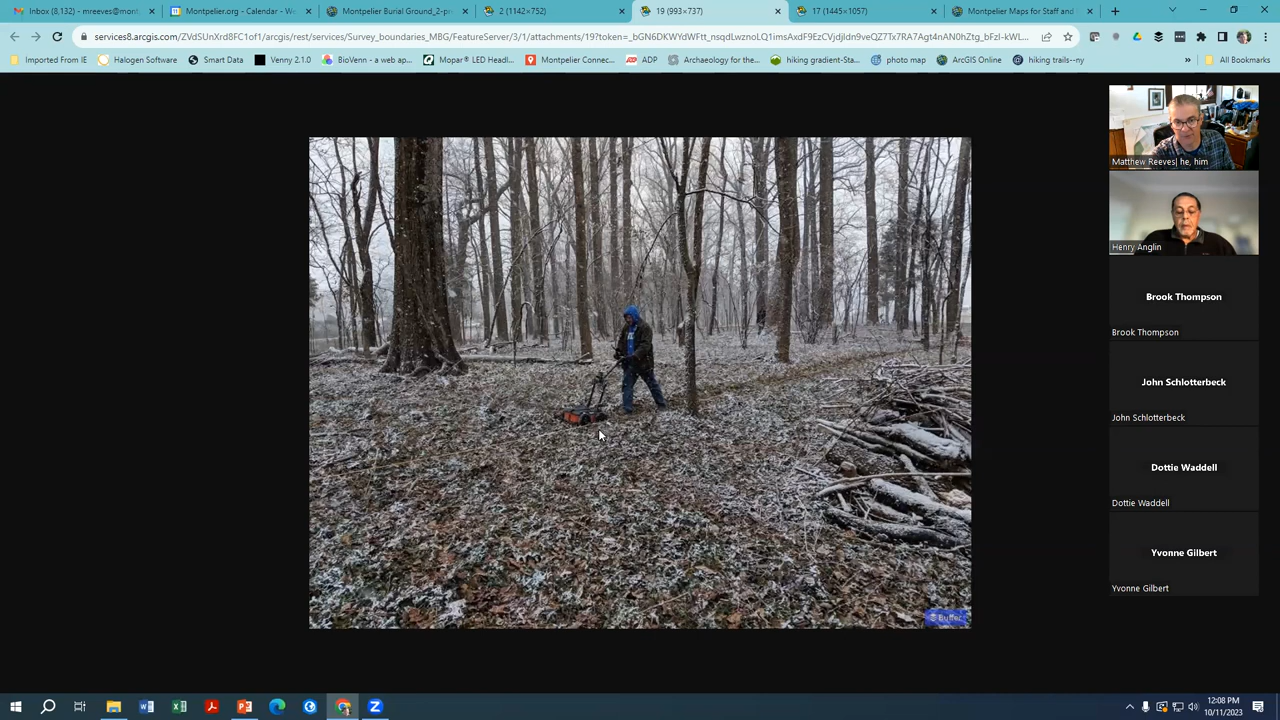 Inbox (8,132) - mreeves@mont
Montpelier.org - Calendar - We
Montpelier Burial Ground_2-pr
2 (1142×752)
19 (993×737)
17 (1445×1057)
Montpelier Maps for Staff and
services8.arcgis.com/ZVdSUnXrd8FC1of1/arcgis/rest/services/Survey_boundaries_MBG/FeatureServer/3/1/attachments/19?token=
Imported From IE
Halogen Software
Smart Data
Venny 2.1.0
BioVenn - a web ap...
Mopar® LED Headl...
Montpelier Connec...
ADP
Archaeology for the...
hiking gradient-Sta...
photo map
ArcGIS Online
hiking trails--ny
»
All Bookmarks
Matthew Reeves| he, him
Henry Anglin
Brook Thompson
Brook Thompson
John Schlotterbeck
John Schlotterbeck
Dottie Waddell
Dottie Waddell
Yvonne Gilbert
Yvonne Gilbert
Buffer
12:08 PM
10/11/2023